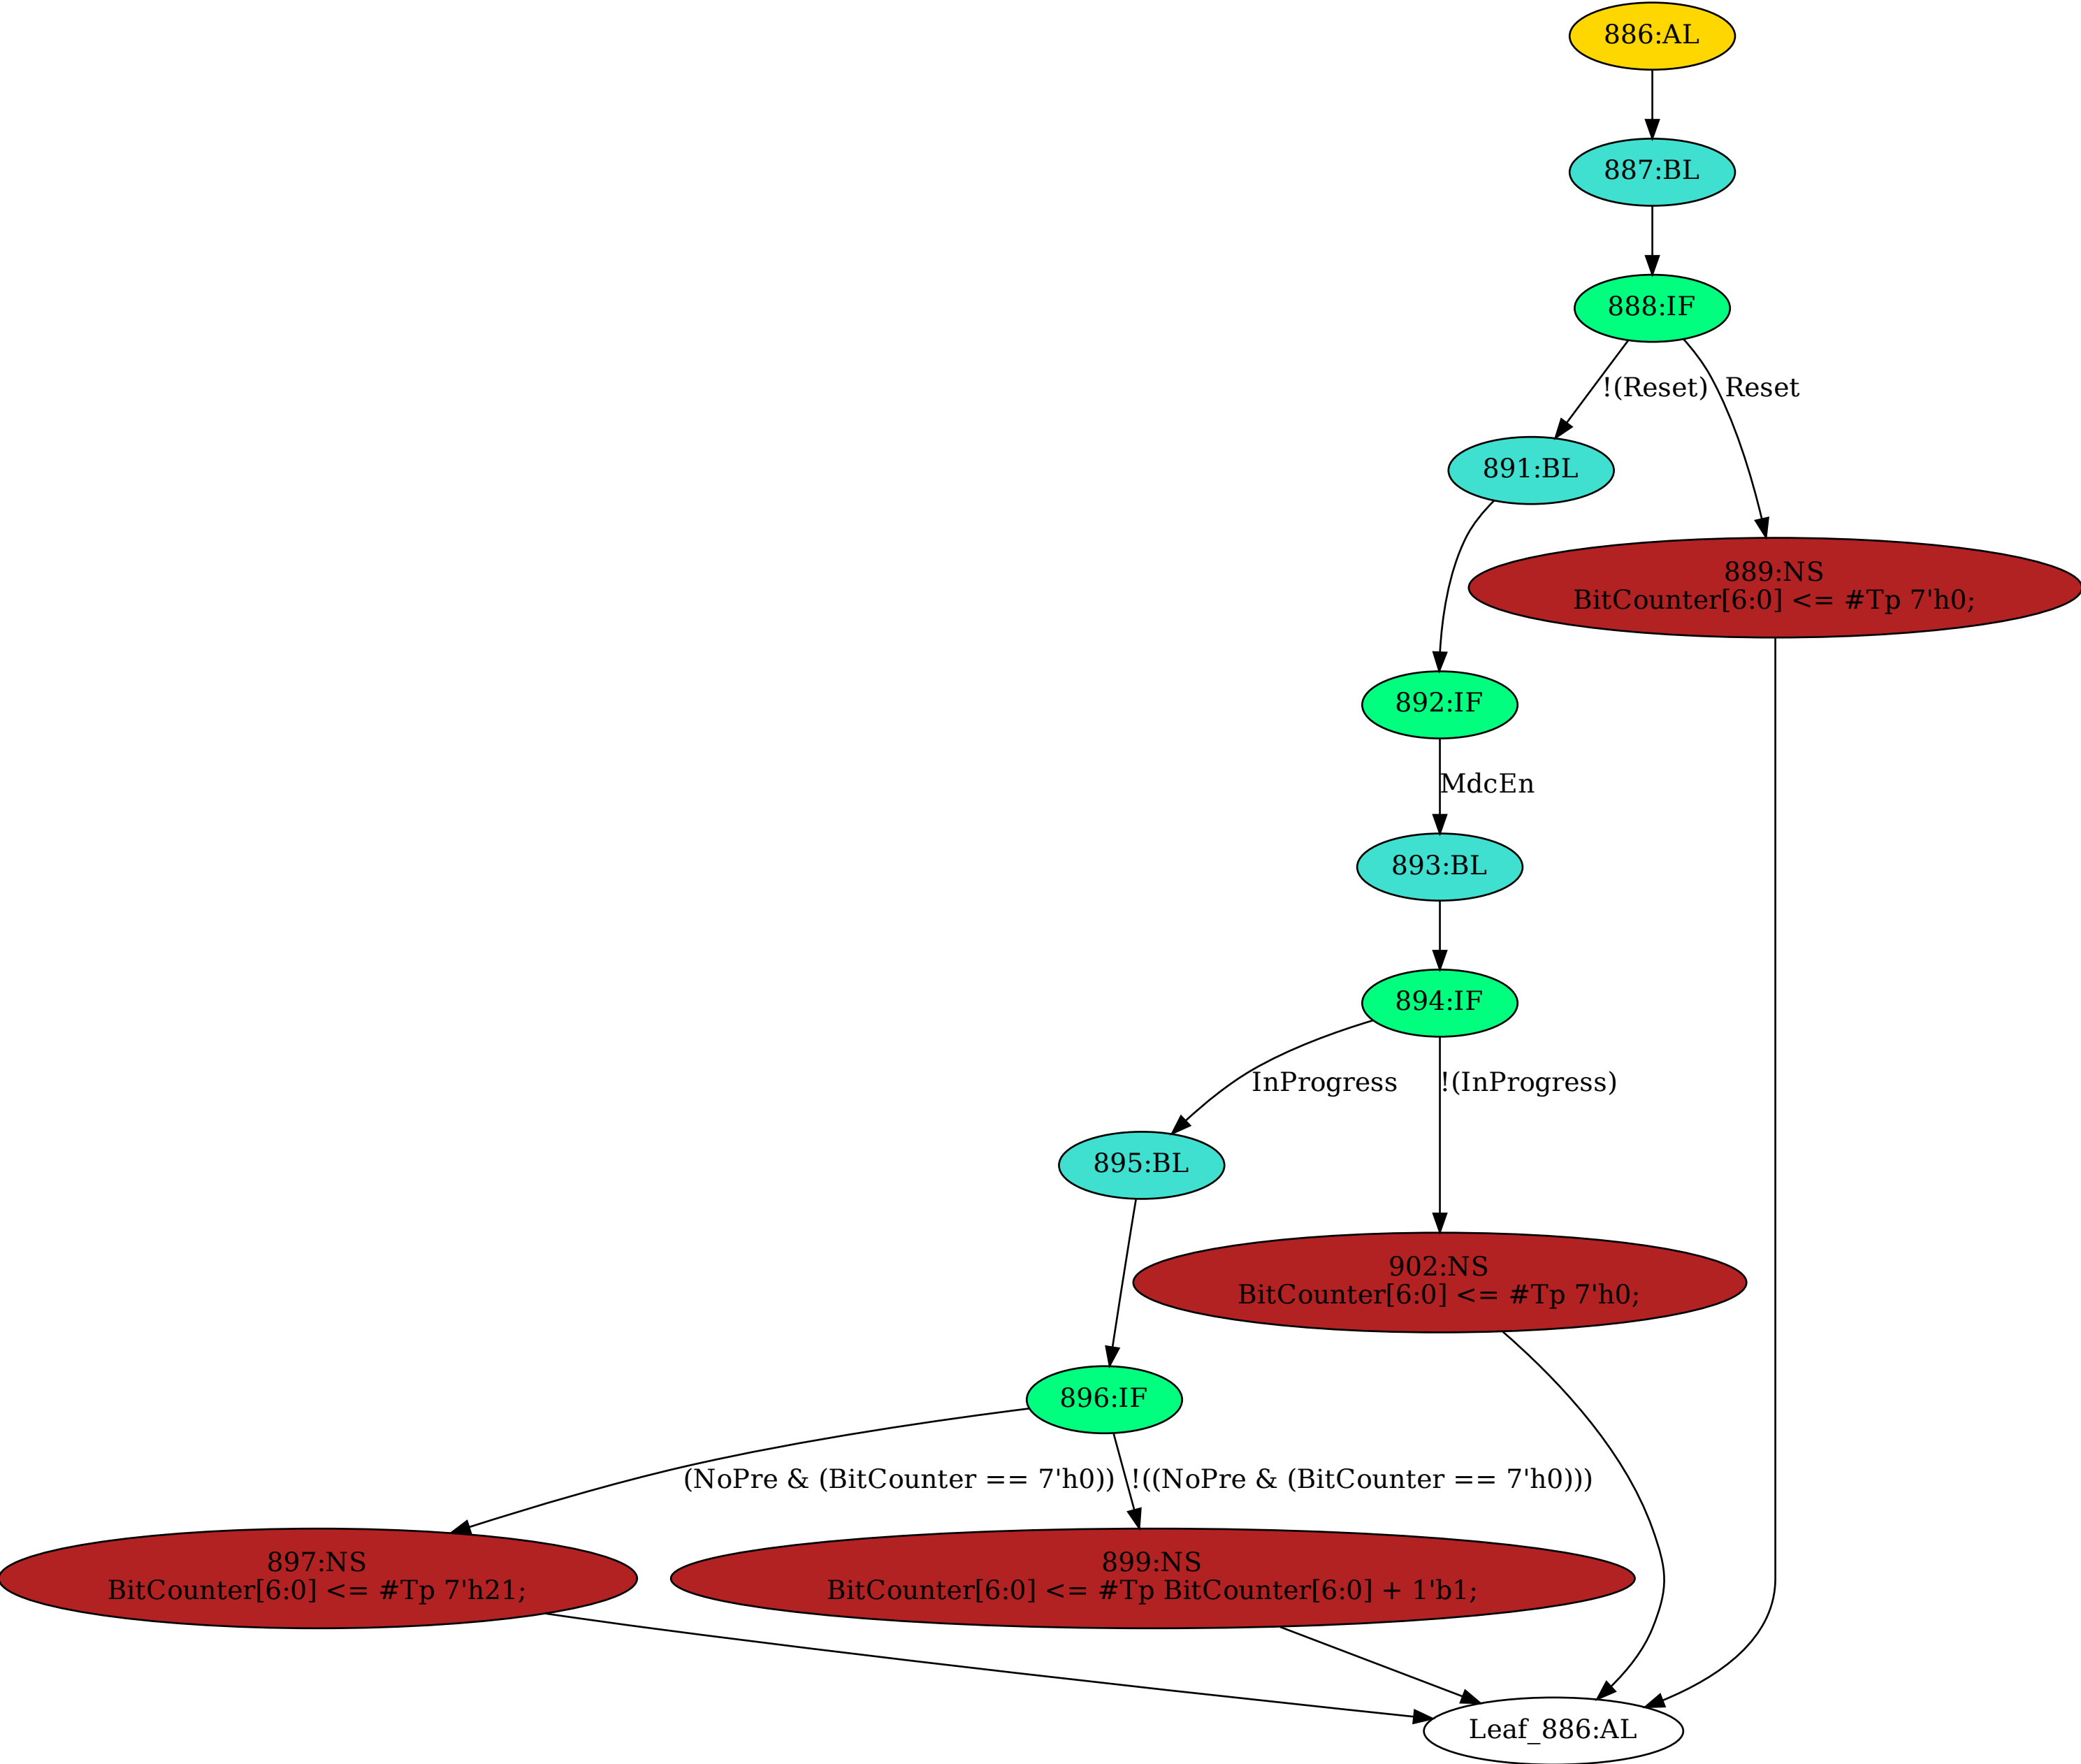 886:AL
887:BL
888:IF
!(Reset)
Reset
891:BL
889:NS
BitCounter[6:0] <= #Tp 7'h0;
892:IF
MdcEn
893:BL
894:IF
InProgress
!(InProgress)
895:BL
902:NS
BitCounter[6:0] <= #Tp 7'h0;
896:IF
(NoPre & (BitCounter == 7'h0))
!((NoPre & (BitCounter == 7'h0)))
897:NS
BitCounter[6:0] <= #Tp 7'h21;
899:NS
BitCounter[6:0] <= #Tp BitCounter[6:0] + 1'b1;
Leaf_886:AL